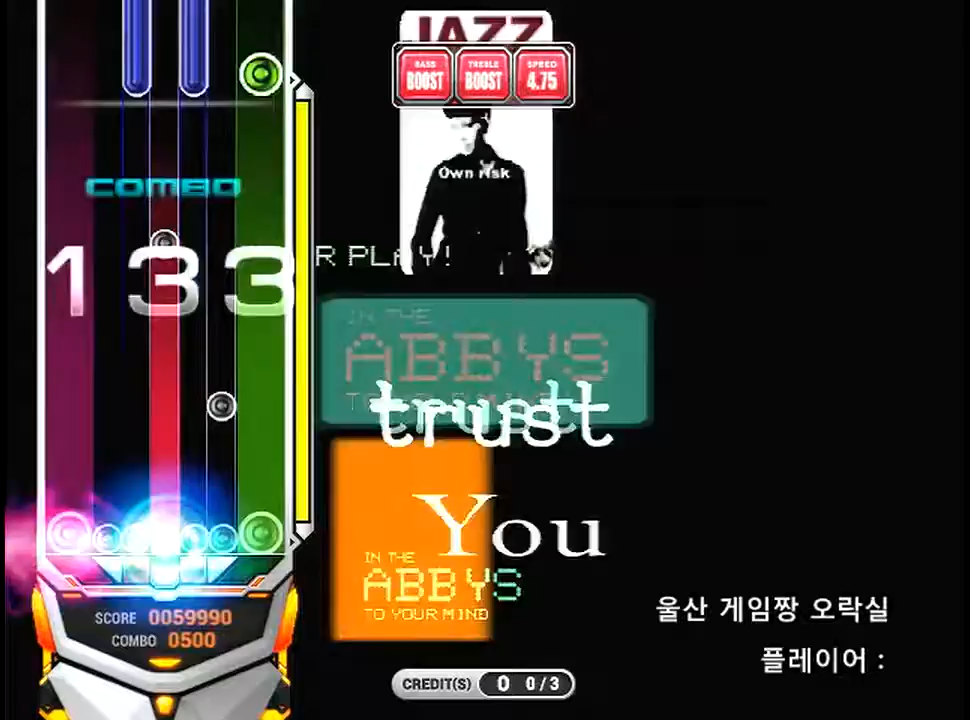 JAZZ
BASS BOOST
TREBLE BOOST
SPEED 4.75
Own risk
COMBO
133
R PLAY!
IN THE
ABBYS
trust
You
IN THE
ABBYS
TO YOUR MIND
SCORE 0059990
COMBO 0500
울산 게임짱 오락실
플레이어 :
CREDIT(S) 0 0/3